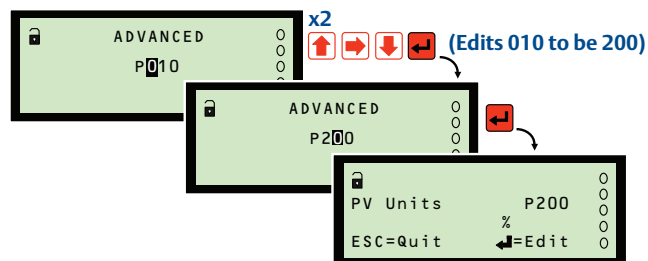 x2
ADVANCED
P010
(Edits 010 to be 200)
ADVANCED
P200
PV Units P200
%
ESC=Quit =Edit